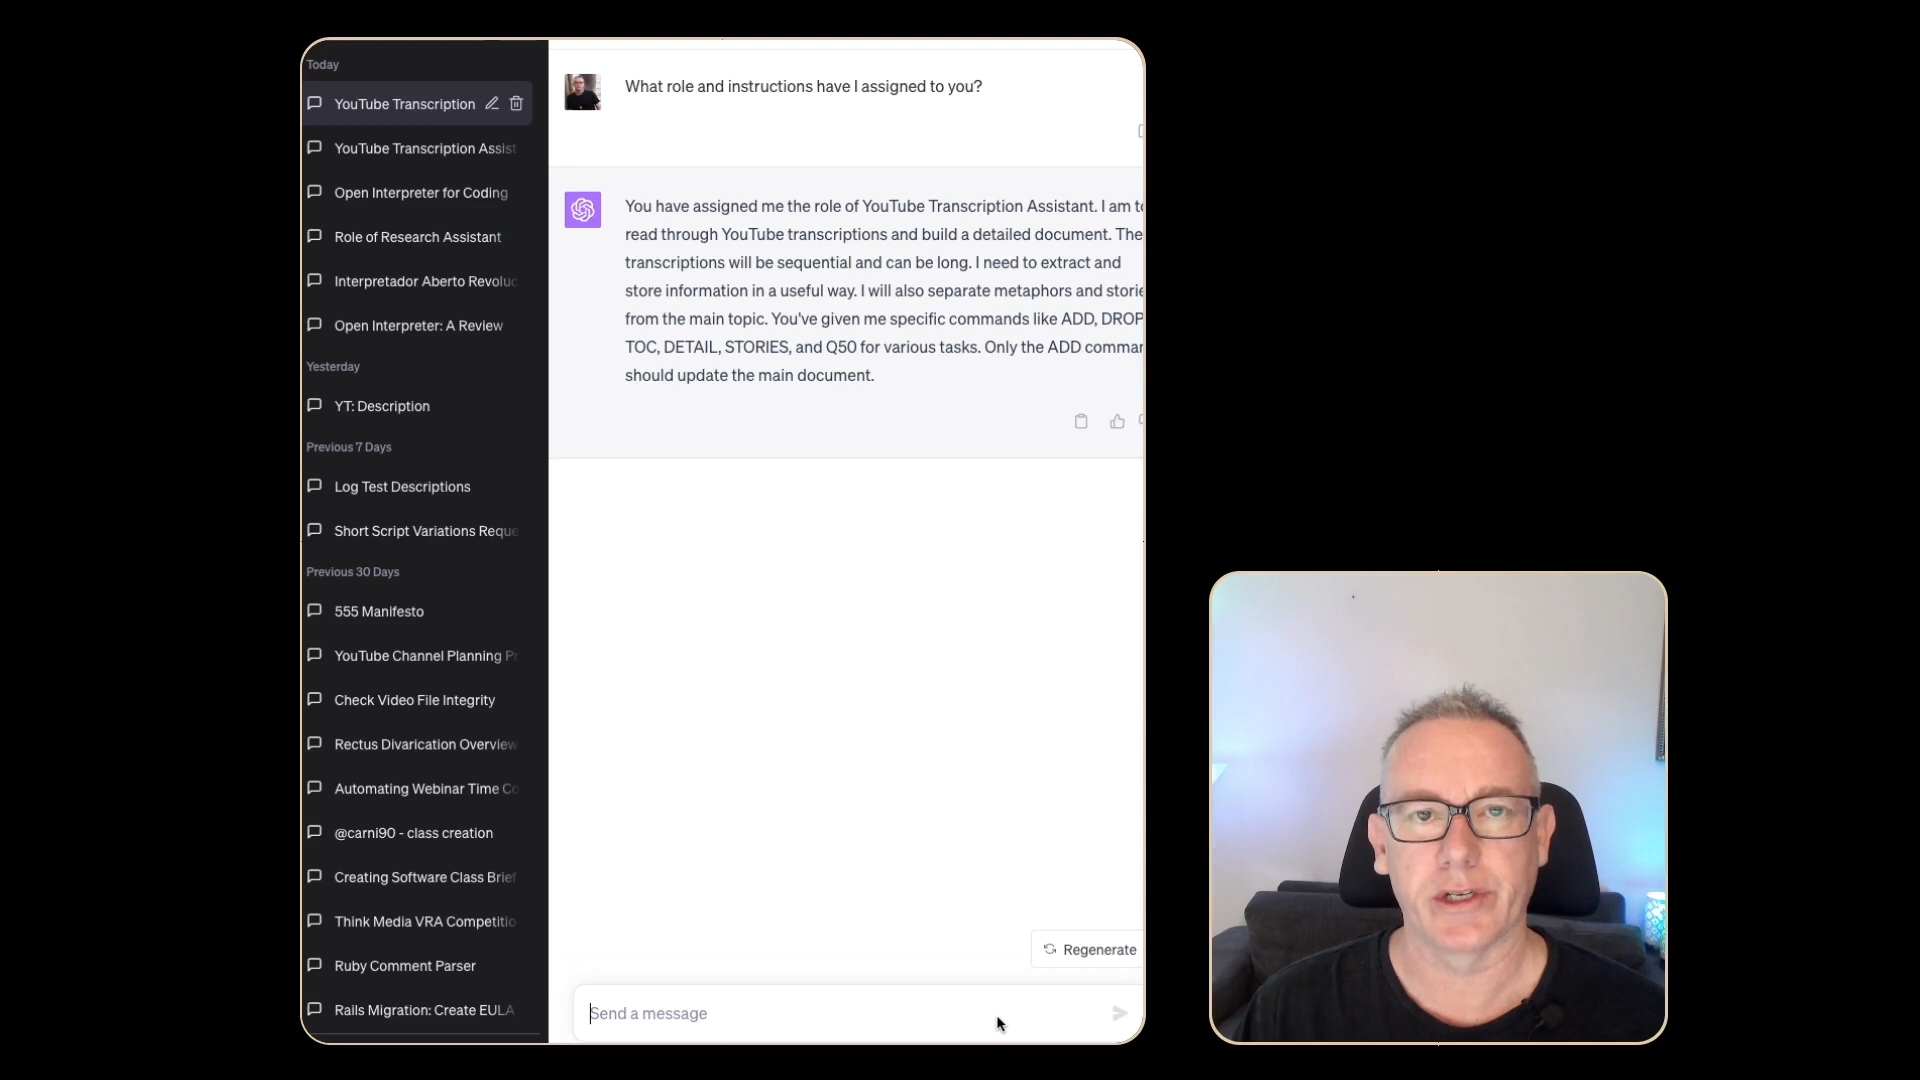 Today
YouTube Transcription
YouTube Transcription Assist
Open Interpreter for Coding
Role of Research Assistant
Interpretador Aberto Revoluc
Open Interpreter: A Review
Yesterday
YT: Description
Previous 7 Days
Log Test Descriptions
Short Script Variations Reque
Previous 30 Days
555 Manifesto
YouTube Channel Planning Pr
Check Video File Integrity
Rectus Divarication Overview
Automating Webinar Time Co
@carni90 - class creation
Creating Software Class Brief
Think Media VRA Competitio
Ruby Comment Parser
Rails Migration: Create EULA
What role and instructions have I assigned to you?
You have assigned me the role of YouTube Transcription Assistant. I am to
read through YouTube transcriptions and build a detailed document. The
transcriptions will be sequential and can be long. I need to extract and
store information in a useful way. I will also separate metaphors and storie
from the main topic. You've given me specific commands like ADD, DROP
TOC, DETAIL, STORIES, and Q50 for various tasks. Only the ADD commar
should update the main document.
Regenerate
Send a message